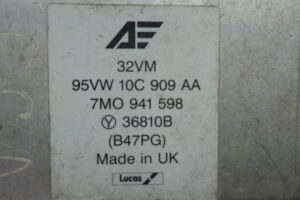 AE
32VM
95VW 10C 909 AA
7MO 941 598
Y 36810B
(B47PG)
Made in UK
Lucas